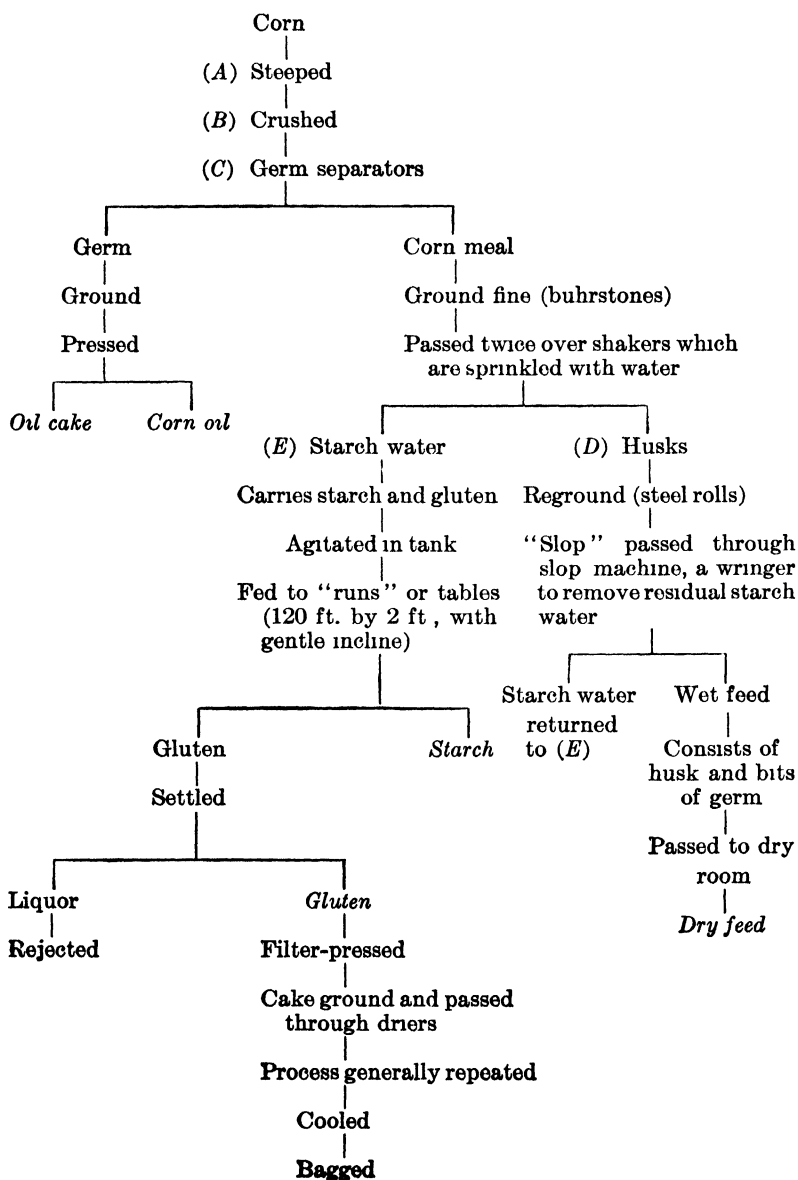 Corn
(A) Steeped
(B) Crushed
(C) Germ separators
Germ
Ground
Pressed
Oil cake
Corn oil
Corn meal
Ground fine (buhrstones)
Passed twice over shakers which
are sprinkled with water
(E) Starch water
Carries starch and gluten
Agitated in tank
Fed to "runs" or tables
(120 ft. by 2 ft , with
gentle incline)
(D) Husks
Reground (steel rolls)
"Slop" passed through
slop machine, a wringer
to remove residual starch
water
Starch water
returned
to (E)
Wet feed
Consists of
husk and bits
of germ
Passed to dry
room
Dry feed
Gluten
Settled
Starch
Liquor
Rejected
Gluten
Filter-pressed
Cake ground and passed
through driers
Process generally repeated
Cooled
Bagged